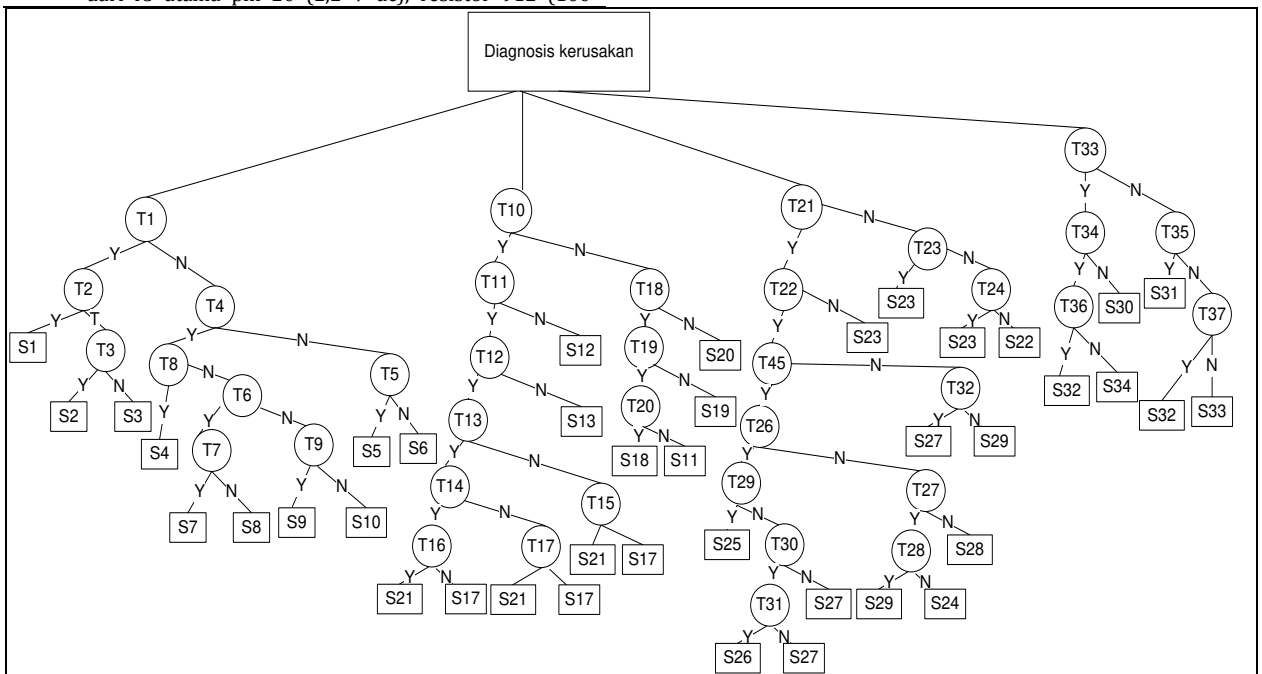 dari utama pin resistor
Diagnosis kerusakan
T33
Y N
T1 T10 T21
Y N Y N Y N
T34 T35
T23
Y N Y N Y N
T2 T4 T11 T18 T22 T24
S23 S30 S31
Y T Y N Y N Y N Y N Y N
T36 T37
S1 T3 T8 T5 T12 S12 T19 S20 T45 S23 S23 S22
Y N Y N Y N Y N
T6 T32 S32 S34
Y N Y N Y N Y N Y N Y N
S2 S3 S4 T7 T9 S5 S6 T13 S13 T20 S19 T26 S27 S29 S32 S33
Y N Y N Y N Y N Y N
S18 S11
S7 S8 S9 S10 T14 T15 T29 T27
Y N Y N Y N
T16 T17 S21 S17 S25 T30 T28 S28
Y N Y N Y N
S21 S17 S21 S17 T31 S27 S29 S24
Y N
S26 S27